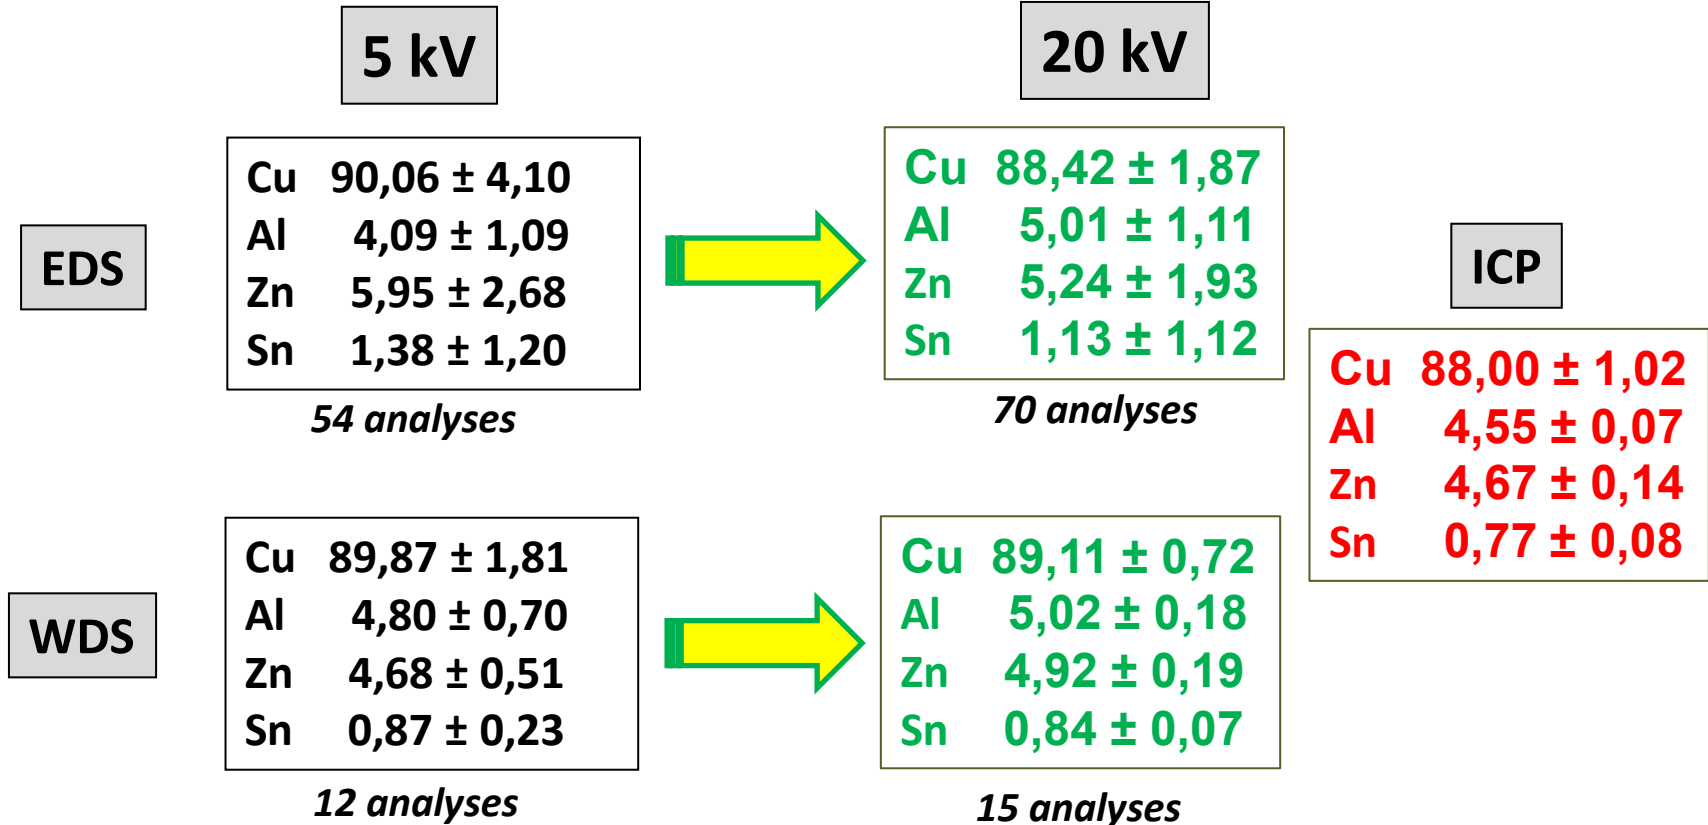 5 kV
20 kV
EDS
Cu 90,06 ± 4,10
Al 4,09 ± 1,09
Zn 5,95 ± 2,68
Sn 1,38 ± 1,20
54 analyses
Cu 88,42 ± 1,87
Al 5,01 ± 1,11
Zn 5,24 ± 1,93
Sn 1,13 ± 1,12
70 analyses
ICP
Cu 88,00 ± 1,02
Al 4,55 ± 0,07
Zn 4,67 ± 0,14
Sn 0,77 ± 0,08
WDS
Cu 89,87 ± 1,81
Al 4,80 ± 0,70
Zn 4,68 ± 0,51
Sn 0,87 ± 0,23
12 analyses
Cu 89,11 ± 0,72
Al 5,02 ± 0,18
Zn 4,92 ± 0,19
Sn 0,84 ± 0,07
15 analyses